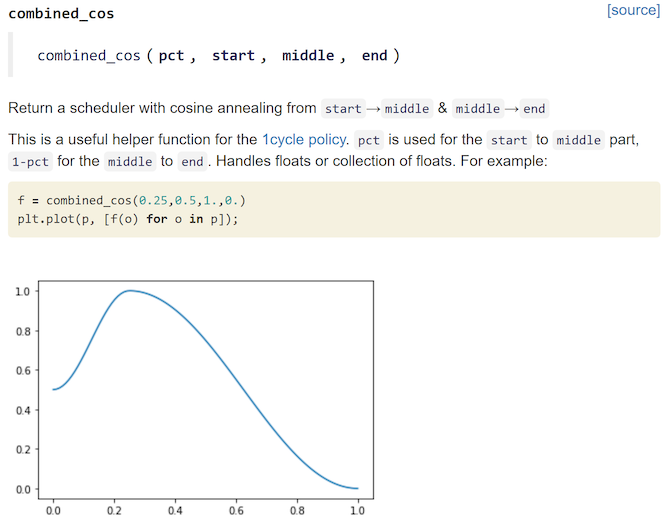 combined_cos [source]
combined_cos ( pct , start , middle , end )
Return a scheduler with cosine annealing from start → middle & middle → end
This is a useful helper function for the 1cycle policy. pct is used for the start to middle part,
1-pct for the middle to end . Handles floats or collection of floats. For example:
f = combined_cos(0.25,0.5,1.,0.)
plt.plot(p, [f(o) for o in p]);
1.0
0.8
0.6
0.4
0.2
0.0
0.0 0.2 0.4 0.6 0.8 1.0